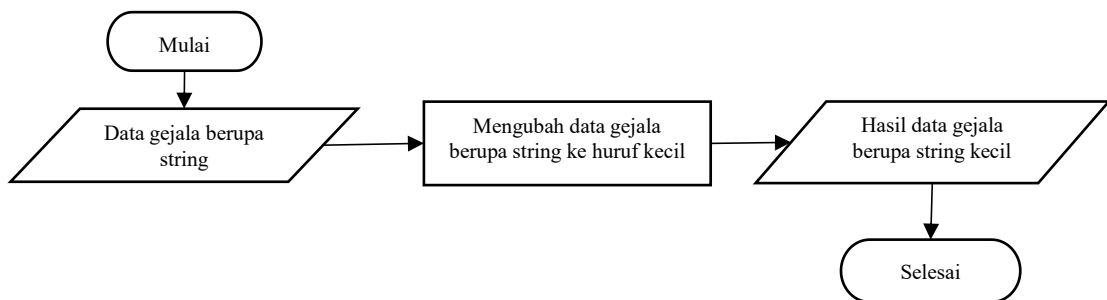 Mulai
Data gejala berupa
string
Mengubah data gejala
berupa string ke huruf kecil
Hasil data gejala
berupa string kecil
Selesai